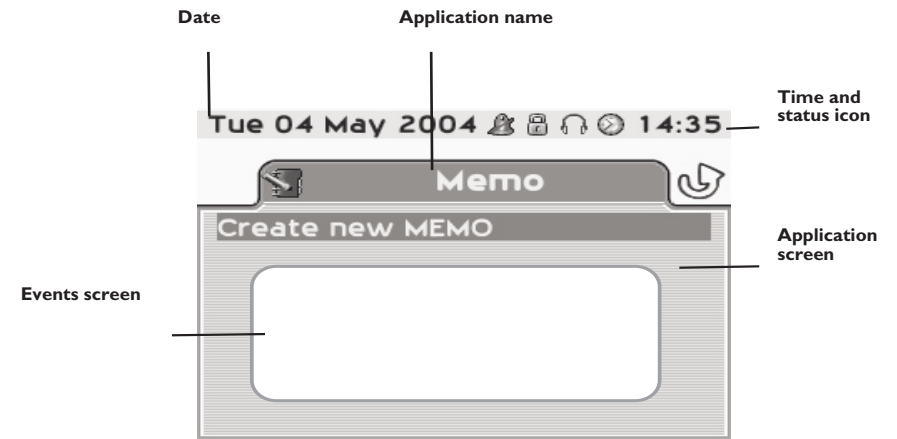 Date
Application name
Time and
status icon
Tue 04 May 2004 14:35
Memo
Create new MEMO
Application
screen
Events screen